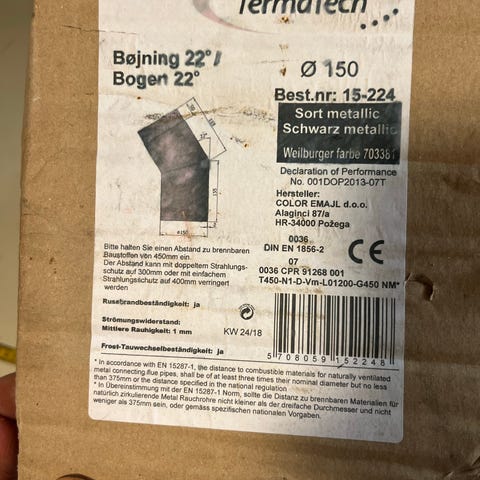 TermaTech
Bøjning 22°/
Bogen 22°
Ø 150
Best.nr: 15-224
Sort metallic
Schwarz metallic
Weilburger farbe 703381
Declaration of Performance
No. 001DOP2013-07T
Hersteller:
COLOR EMAJL d.o.o.
Alaginci 87/a
HR-34000 Požega
0036
DIN EN 1856-2
07
0036 CPR 91268 001
T450-N1-D-Vm-L01200-G450 NM*
CE
22°
135
ø150
Bitte halten Sie einen Abstand zu brennbaren
Baustoffen von 450mm ein.
Der Abstand kann mit doppeltem Strahlungs-
schutz auf 300mm oder mit einfachem
Strahlungsschutz auf 400mm verringert
werden
Russbrandbeständigkeit: ja
Strömungswiderstand:
Mittlere Rauhigkeit: 1 mm
KW 24/18
Frost-Tauwechselbeständigkeit: ja
5 708059 152248
* In accordance with EN 15287-1, the distance to combustible materials for naturally ventilated
metal connecting flue pipes, shall be of at least three times their nominal diameter but no less
than 375mm or the distance specified in the national regulation
* In Übereinstimmung mit der EN 15287-1 Norm, sollte die Distanz zu brennbaren Materialien für
natürlich zirkulierende Metal Rauchrohre nicht kleiner als die dreifache Durchmesser und nicht
weniger als 375mm sein, oder gemäss spezifischen nationalen Vorgaben.